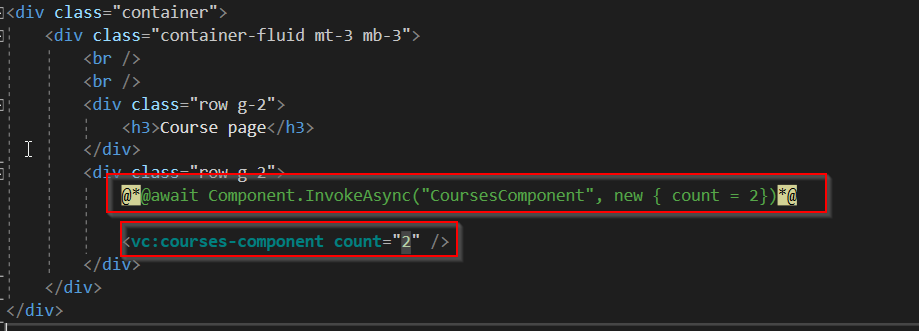 <div class="container">
<div class="container-fluid mt-3 mb-3">
<br />
<br />
<div class="row g-2">
<h3>Course page</h3>
</div>
<div class="row g-2">
@*@await Component.InvokeAsync("CoursesComponent", new { count = 2})*@
<vc:courses-component count="2" />
</div>
</div>
</div>